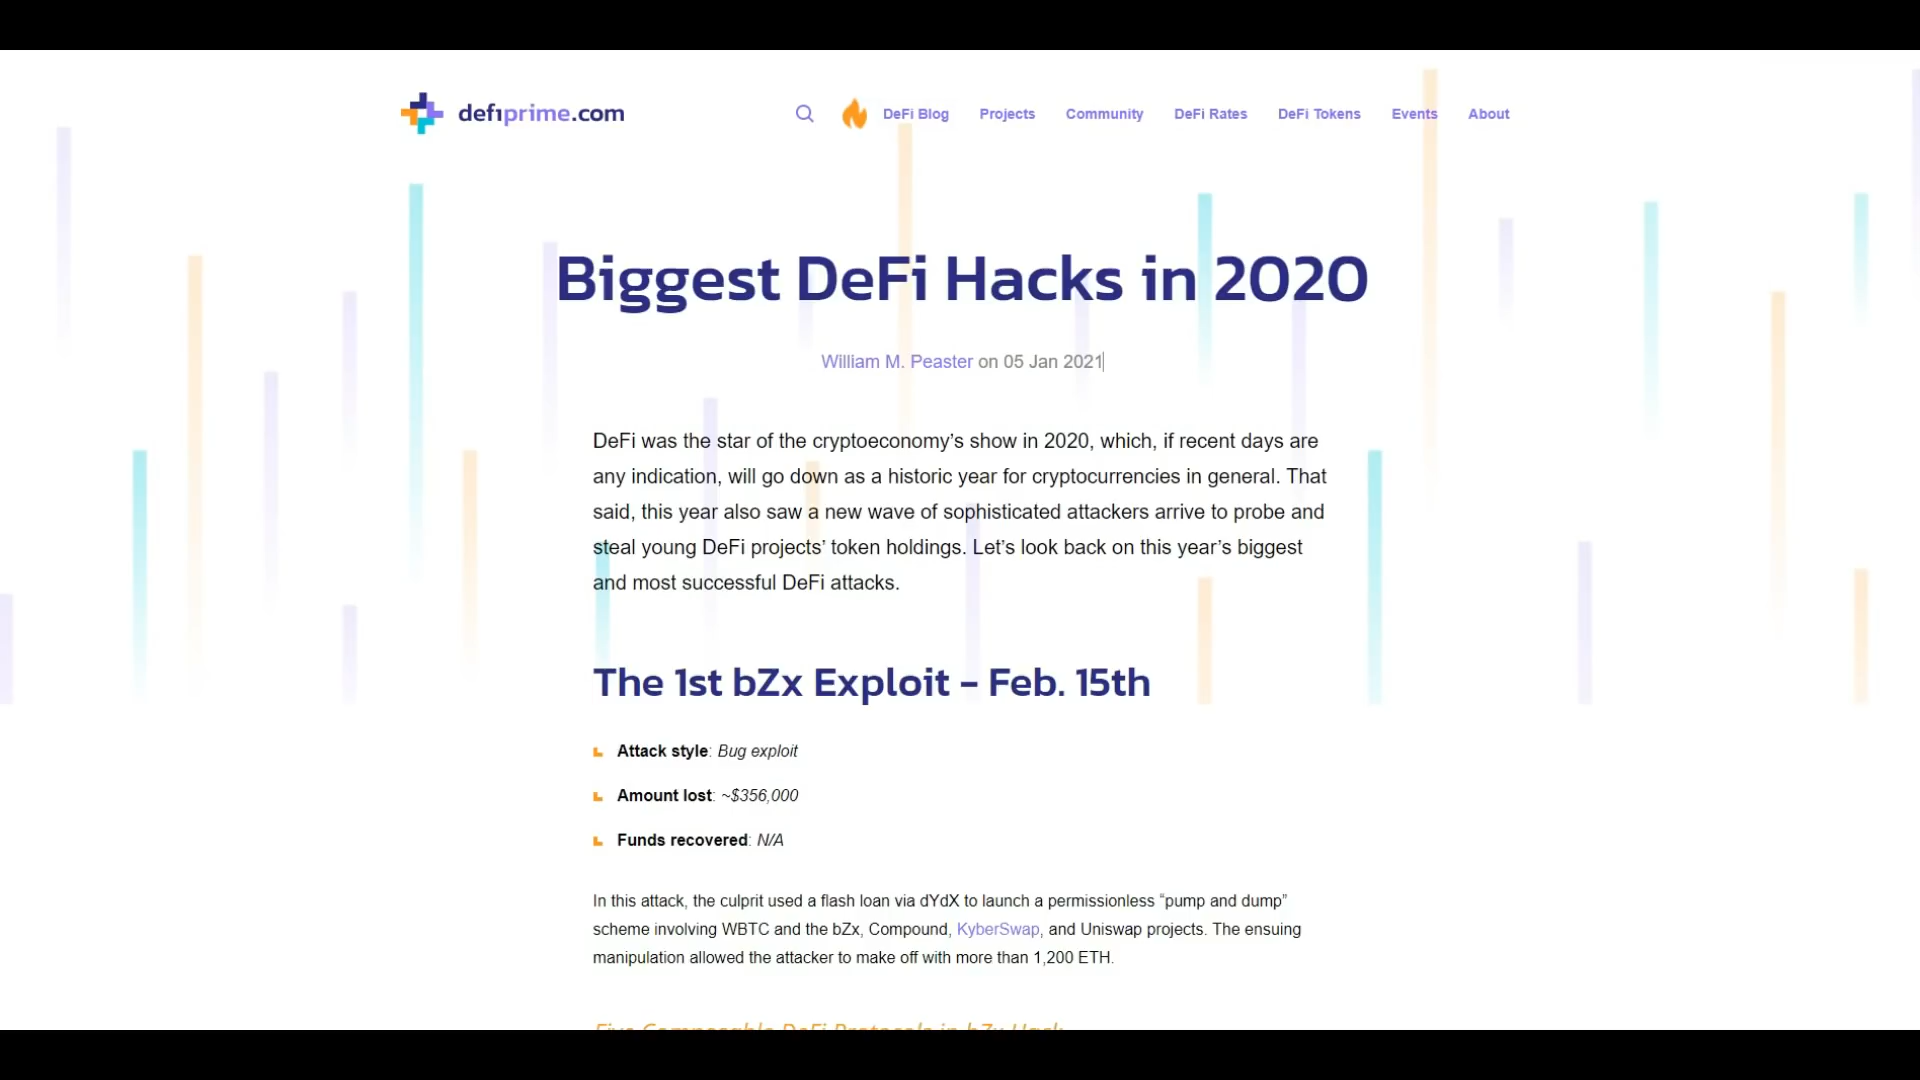 defiprime.com
DeFi Blog Projects Community DeFi Rates DeFi Tokens Events About
Biggest DeFi Hacks in 2020
William M. Peaster on 05 Jan 2021
DeFi was the star of the cryptoeconomy’s show in 2020, which, if recent days are
any indication, will go down as a historic year for cryptocurrencies in general. That
said, this year also saw a new wave of sophisticated attackers arrive to probe and
steal young DeFi projects’ token holdings. Let’s look back on this year’s biggest
and most successful DeFi attacks.
The 1st bZx Exploit - Feb. 15th
Attack style: Bug exploit
Amount lost: ~$356,000
Funds recovered: N/A
In this attack, the culprit used a flash loan via dYdX to launch a permissionless “pump and dump”
scheme involving WBTC and the bZx, Compound, KyberSwap, and Uniswap projects. The ensuing
manipulation allowed the attacker to make off with more than 1,200 ETH.
Five Composable DeFi Protocols in bZx Hack